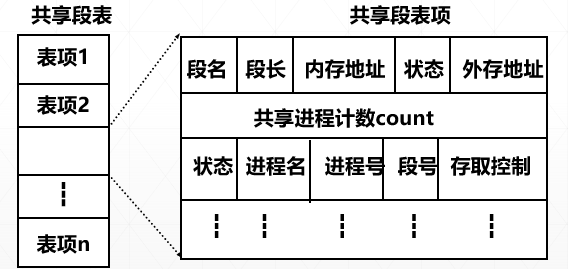 共享段表
共享段表项
表项1
表项2
表项n
段名 段长 内存地址 状态 外存地址
共享进程计数count
状态 进程名 进程号 段号 存取控制